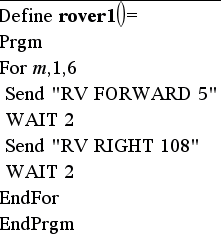 Define rover1()=
Prgm
For m,1,6
Send "RV FORWARD 5"
WAIT 2
Send "RV RIGHT 108"
WAIT 2
EndFor
EndPrgm